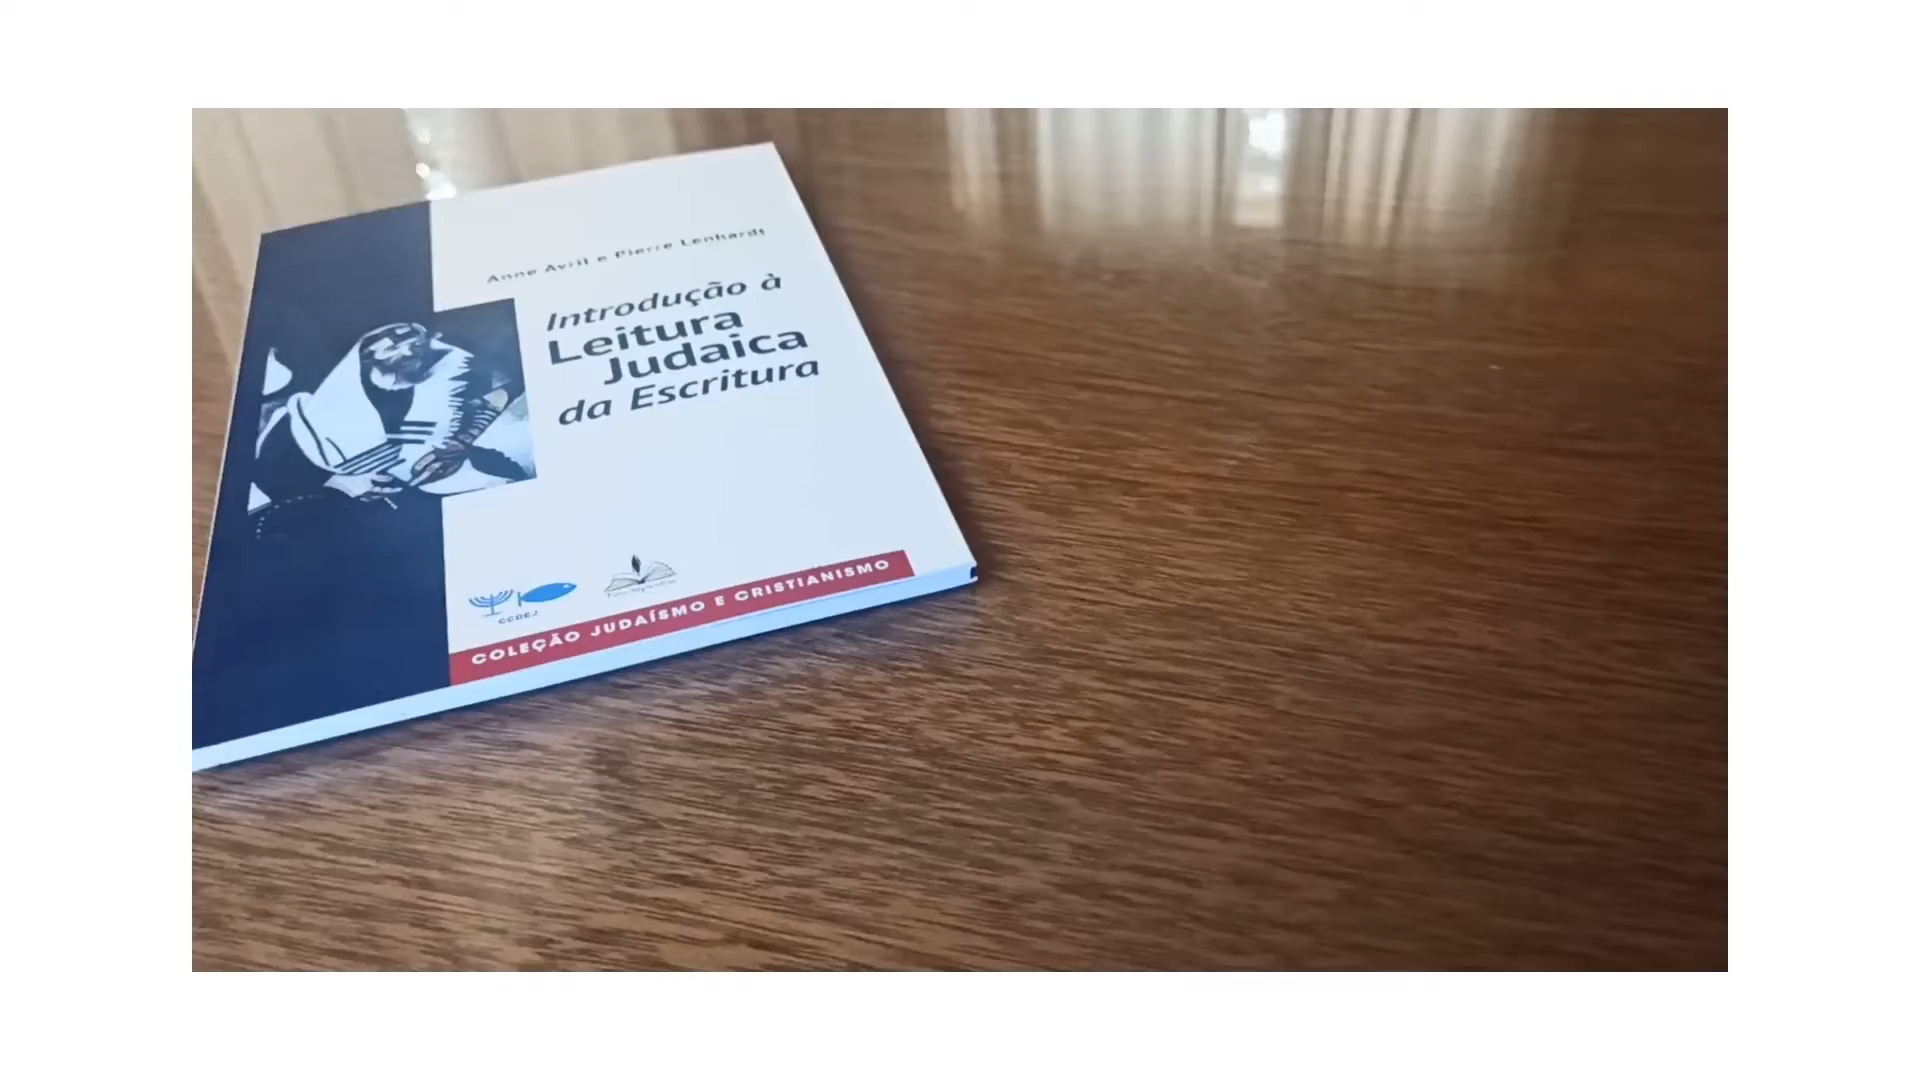 Anne Avril e Pierre Lenhardt
Introdução à
Leitura
Judaica
da Escritura
CCDEJ
COLEÇÃO JUDAÍSMO E CRISTIANISMO